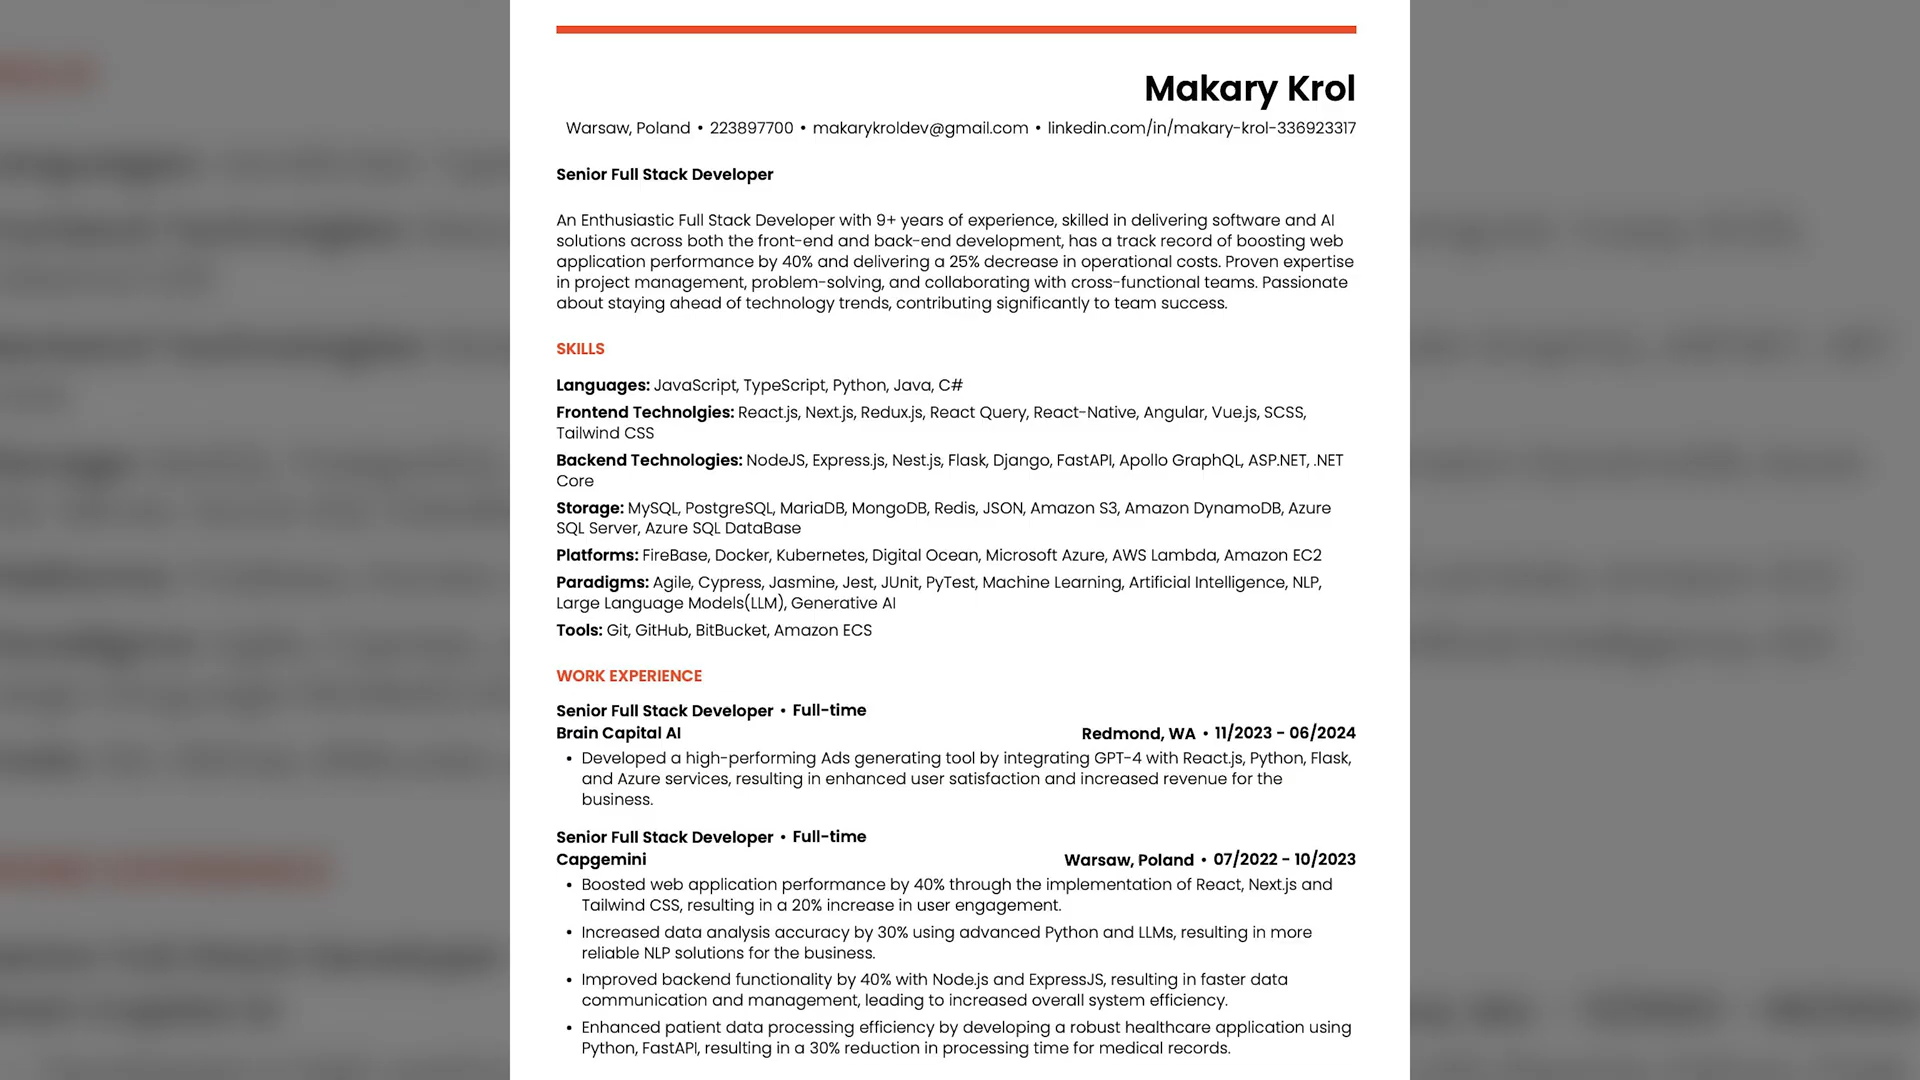 Makary Krol
Warsaw, Poland • 223897700 • makarykroldev@gmail.com • linkedin.com/in/makary-krol-336923317
Senior Full Stack Developer
An Enthusiastic Full Stack Developer with 9+ years of experience, skilled in delivering software and AI
solutions across both the front-end and back-end development, has a track record of boosting web
application performance by 40% and delivering a 25% decrease in operational costs. Proven expertise
in project management, problem-solving, and collaborating with cross-functional teams. Passionate
about staying ahead of technology trends, contributing significantly to team success.
SKILLS
Languages: JavaScript, TypeScript, Python, Java, C#
Frontend Technolgies: React.js, Next.js, Redux.js, React Query, React-Native, Angular, Vue.js, SCSS,
Tailwind CSS
Backend Technologies: NodeJS, Express.js, Nest.js, Flask, Django, FastAPI, Apollo GraphQL, ASP.NET, .NET
Core
Storage: MySQL, PostgreSQL, MariaDB, MongoDB, Redis, JSON, Amazon S3, Amazon DynamoDB, Azure
SQL Server, Azure SQL DataBase
Platforms: FireBase, Docker, Kubernetes, Digital Ocean, Microsoft Azure, AWS Lambda, Amazon EC2
Paradigms: Agile, Cypress, Jasmine, Jest, JUnit, PyTest, Machine Learning, Artificial Intelligence, NLP,
Large Language Models(LLM), Generative AI
Tools: Git, GitHub, BitBucket, Amazon ECS
WORK EXPERIENCE
Senior Full Stack Developer • Full-time
Brain Capital AI Redmond, WA • 11/2023 - 06/2024
• Developed a high-performing Ads generating tool by integrating GPT-4 with React.js, Python, Flask,
and Azure services, resulting in enhanced user satisfaction and increased revenue for the
business.
Senior Full Stack Developer • Full-time
Capgemini Warsaw, Poland • 07/2022 - 10/2023
• Boosted web application performance by 40% through the implementation of React, Next.js and
Tailwind CSS, resulting in a 20% increase in user engagement.
• Increased data analysis accuracy by 30% using advanced Python and LLMs, resulting in more
reliable NLP solutions for the business.
• Improved backend functionality by 40% with Node.js and ExpressJS, resulting in faster data
communication and management, leading to increased overall system efficiency.
• Enhanced patient data processing efficiency by developing a robust healthcare application using
Python, FastAPI, resulting in a 30% reduction in processing time for medical records.